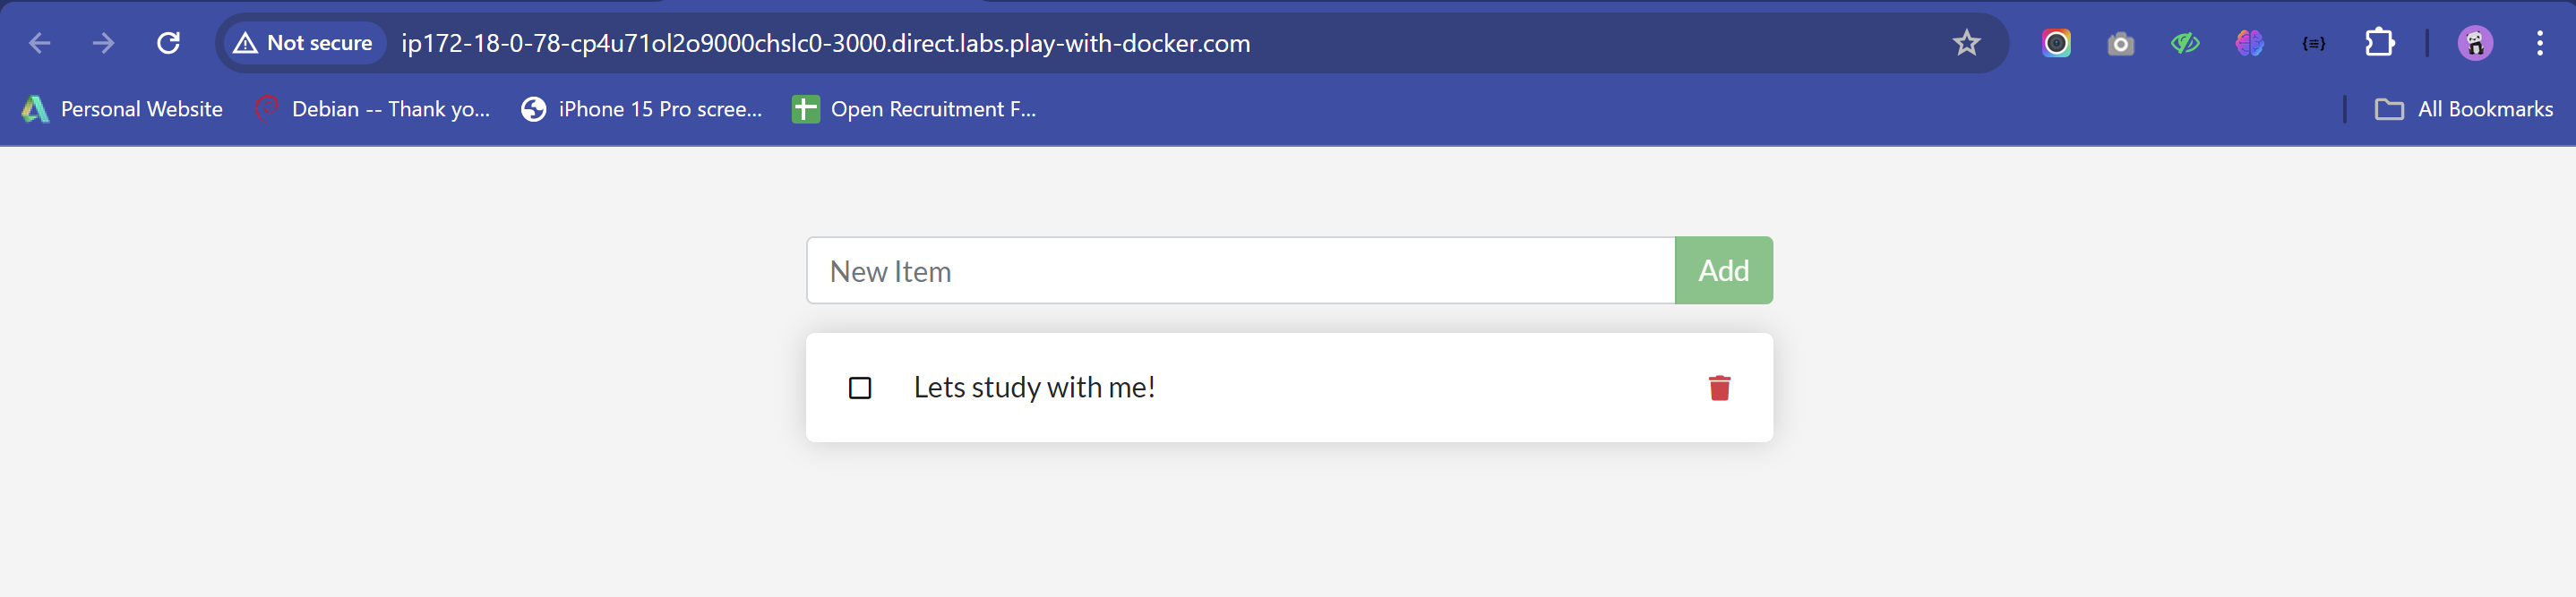 Not secure ip172-18-0-78-cp4u71ol2o9000chslc0-3000.direct.labs.play-with-docker.com {≡}
Personal Website Debian -- Thank yo... iPhone 15 Pro scree... Open Recruitment F... All Bookmarks
New Item Add
Lets study with me!